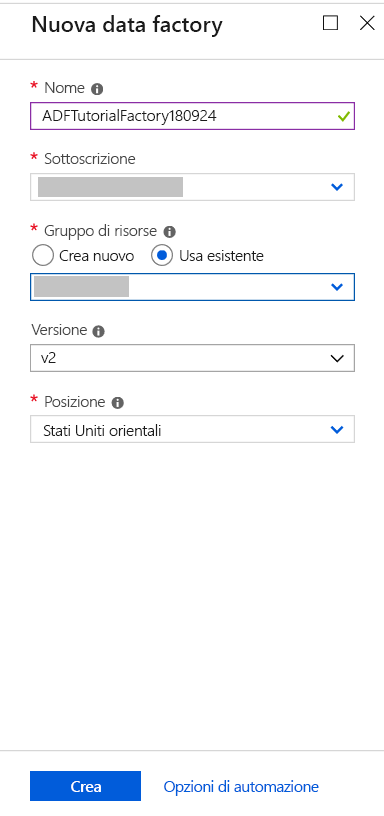 Nuova data factory
* Nome
ADFTutorialFactory180924
* Sottoscrizione
* Gruppo di risorse
Crea nuovo Usa esistente
Versione
v2
* Posizione
Stati Uniti orientali
Crea Opzioni di automazione